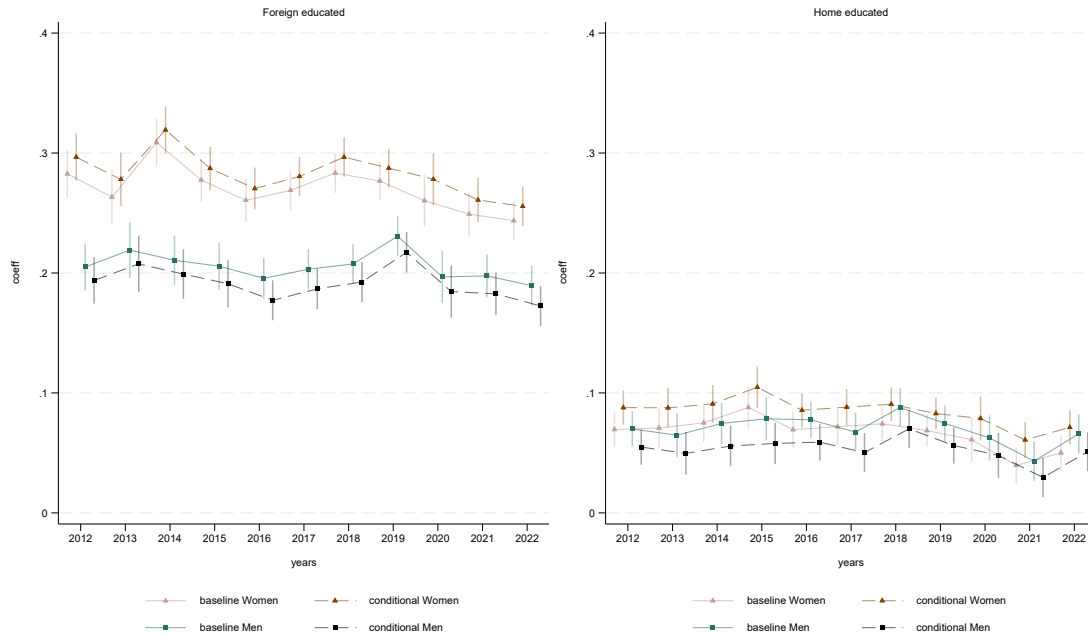 Foreign educated
.4
.3
.2
.1
0
coeff
2012 2013 2014 2015 2016 2017 2018 2019 2020 2021 2022
years
baseline Women conditional Women
baseline Men conditional Men
Home educated
.4
.3
.2
.1
0
coeff
2012 2013 2014 2015 2016 2017 2018 2019 2020 2021 2022
years
baseline Women conditional Women
baseline Men conditional Men